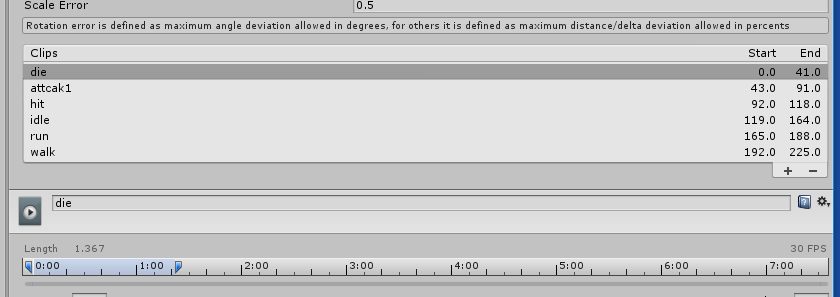 Scale Error 0.5
Rotation error is defined as maximum angle deviation allowed in degrees, for others it is defined as maximum distance/delta deviation allowed in percents
Clips Start End
die 0.0 41.0
attcak1 43.0 91.0
hit 92.0 118.0
idle 119.0 164.0
run 165.0 188.0
walk 192.0 225.0
+ −
die
Length 1.367 30 FPS
0:00 1:00 2:00 3:00 4:00 5:00 6:00 7:00